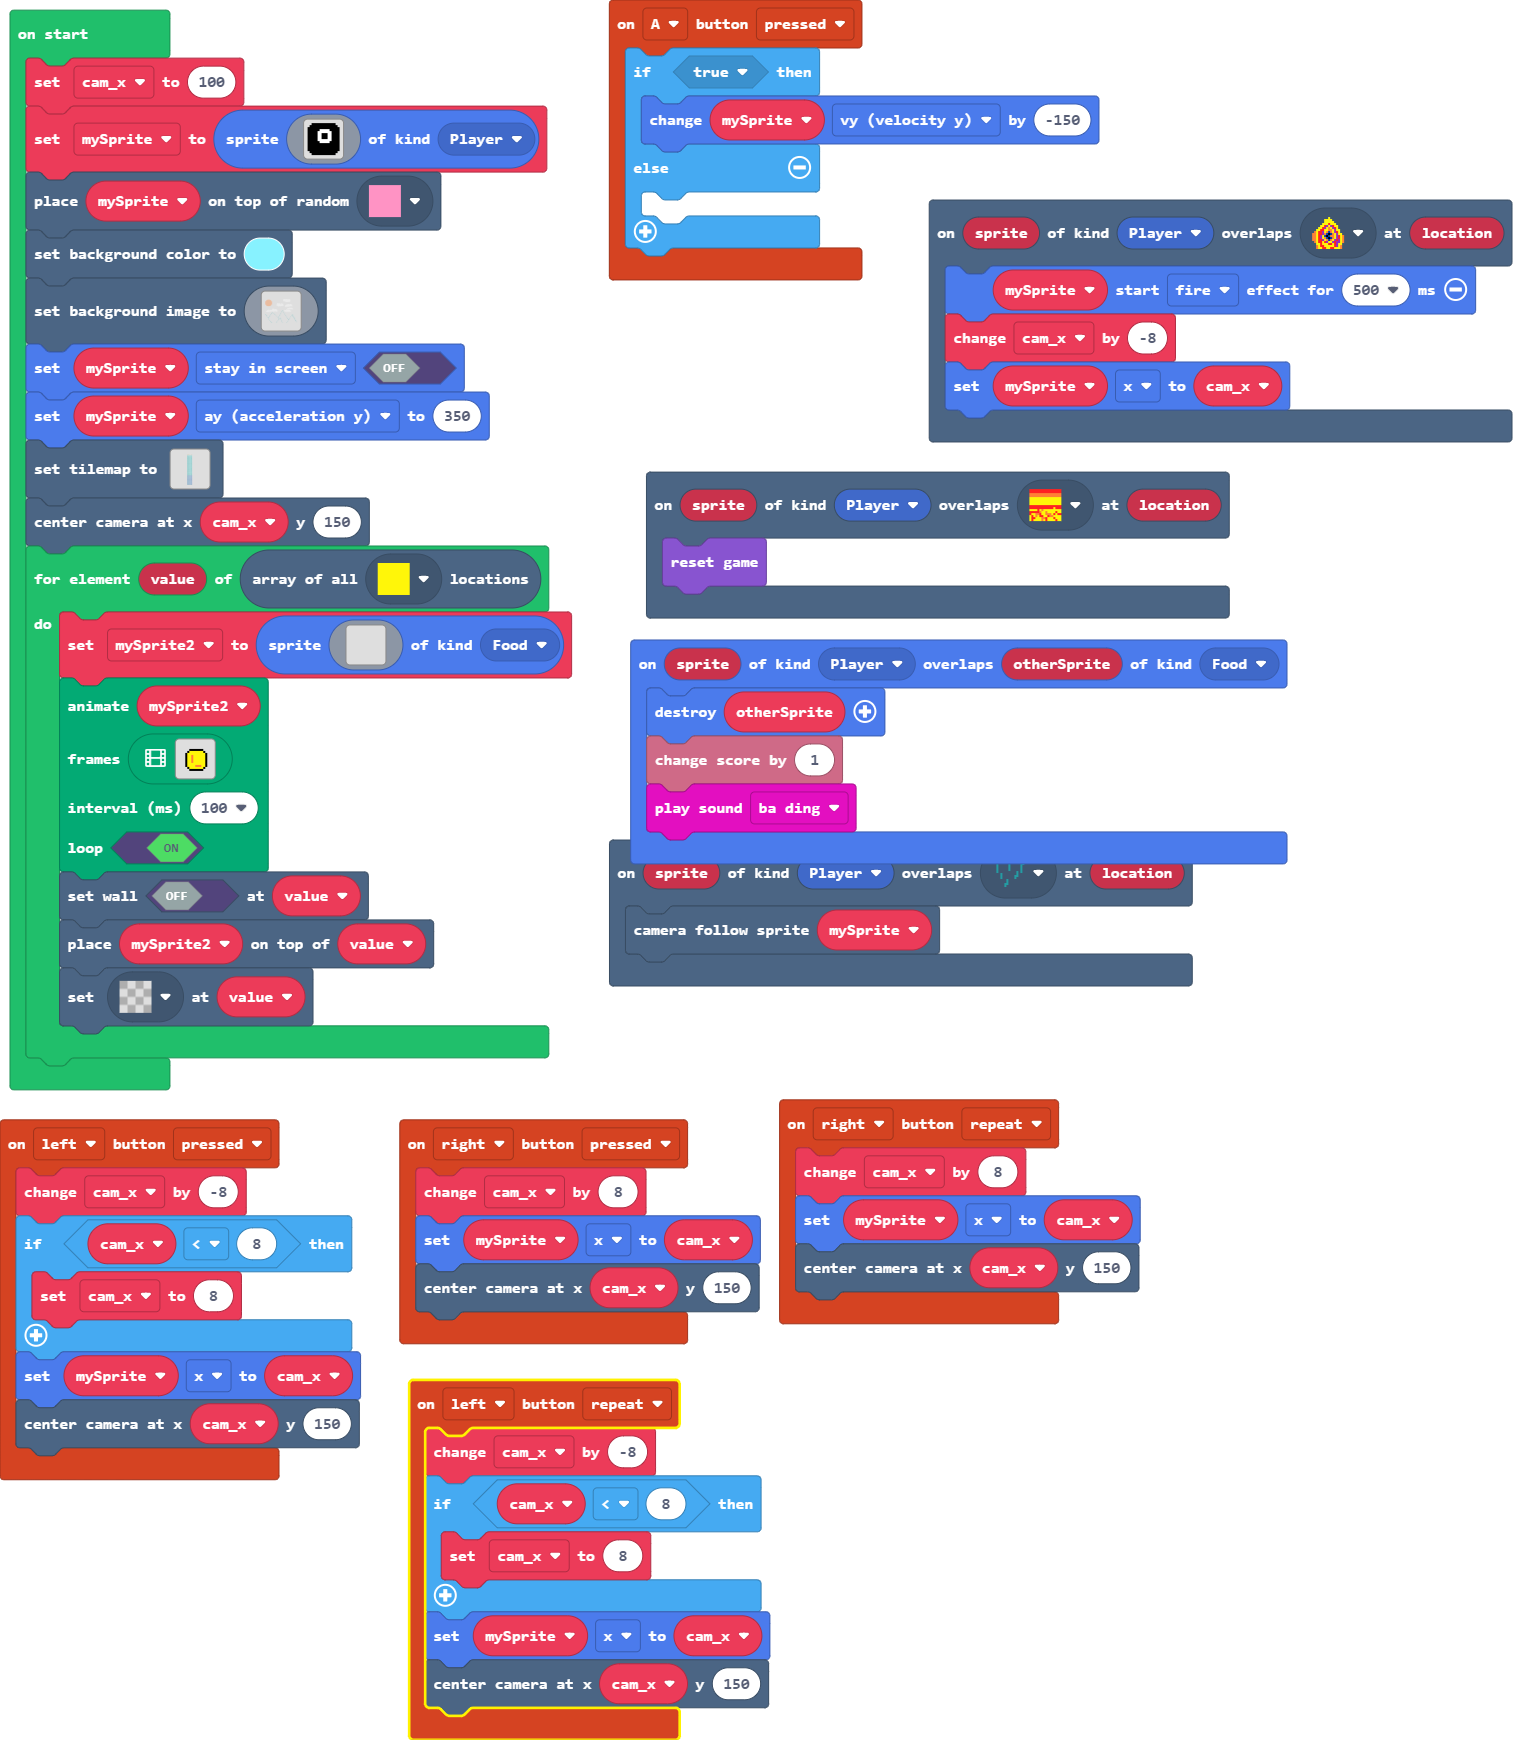 on start
set cam_x to 100
set mySprite to sprite of kind Player
place mySprite on top of random
set background color to
set background image to
set mySprite stay in screen OFF
set mySprite ay (acceleration y) to 350
set tilemap to
center camera at x cam_x y 150
for element value of array of all locations
do
set mySprite2 to sprite of kind Food
animate mySprite2
frames
interval (ms) 100
loop ON
set wall OFF at value
place mySprite2 on top of value
set at value
on A button pressed
if true then
change mySprite vy (velocity y) by -150
else
on sprite of kind Player overlaps at location
mySprite start fire effect for 500 ms
change cam_x by -8
set mySprite x to cam_x
on sprite of kind Player overlaps at location
reset game
on sprite of kind Player overlaps otherSprite of kind Food
destroy otherSprite
change score by 1
play sound ba ding
on sprite of kind Player overlaps at location
camera follow sprite mySprite
on left button pressed
change cam_x by -8
if cam_x < 8 then
set cam_x to 8
set mySprite x to cam_x
center camera at x cam_x y 150
on right button pressed
change cam_x by 8
set mySprite x to cam_x
center camera at x cam_x y 150
on right button repeat
change cam_x by 8
set mySprite x to cam_x
center camera at x cam_x y 150
on left button repeat
change cam_x by -8
if cam_x < 8 then
set cam_x to 8
set mySprite x to cam_x
center camera at x cam_x y 150